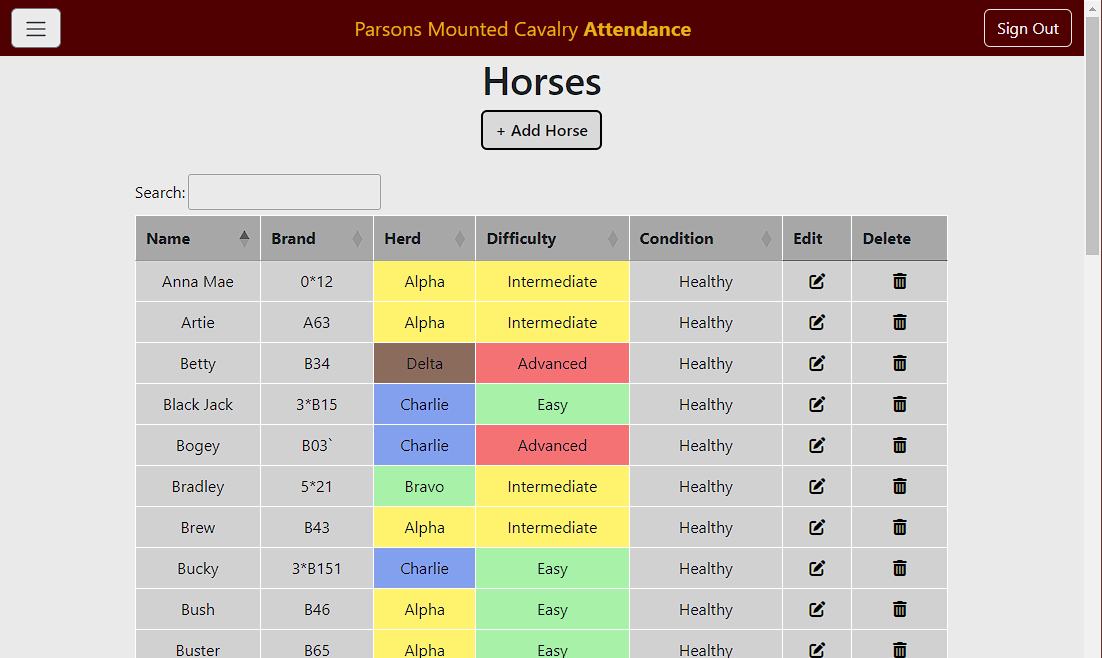 Parsons Mounted Cavalry Attendance
Sign Out
Horses
+ Add Horse
Search:
Name Brand Herd Difficulty Condition Edit Delete
Anna Mae 0*12 Alpha Intermediate Healthy
Artie A63 Alpha Intermediate Healthy
Betty B34 Delta Advanced Healthy
Black Jack 3*B15 Charlie Easy Healthy
Bogey B03` Charlie Advanced Healthy
Bradley 5*21 Bravo Intermediate Healthy
Brew B43 Alpha Intermediate Healthy
Bucky 3*B151 Charlie Easy Healthy
Bush B46 Alpha Easy Healthy
Buster B65 Alpha Easy Healthy